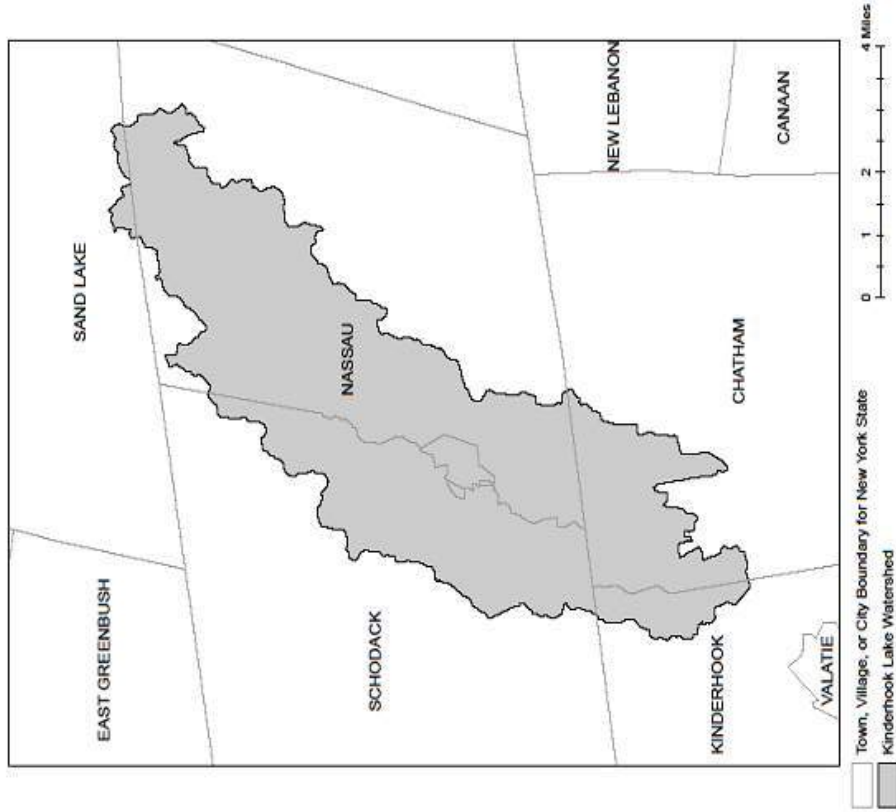 SAND LAKE
EAST GREENBUSH
NASSAU
SCHODACK
NEW LEBANON
CANAAN
CHATHAM
KINDERHOOK
VALATIE
Town, Village, or City Boundary for New York State
Kinderhook Lake Watershed
0 1 2 4 Miles